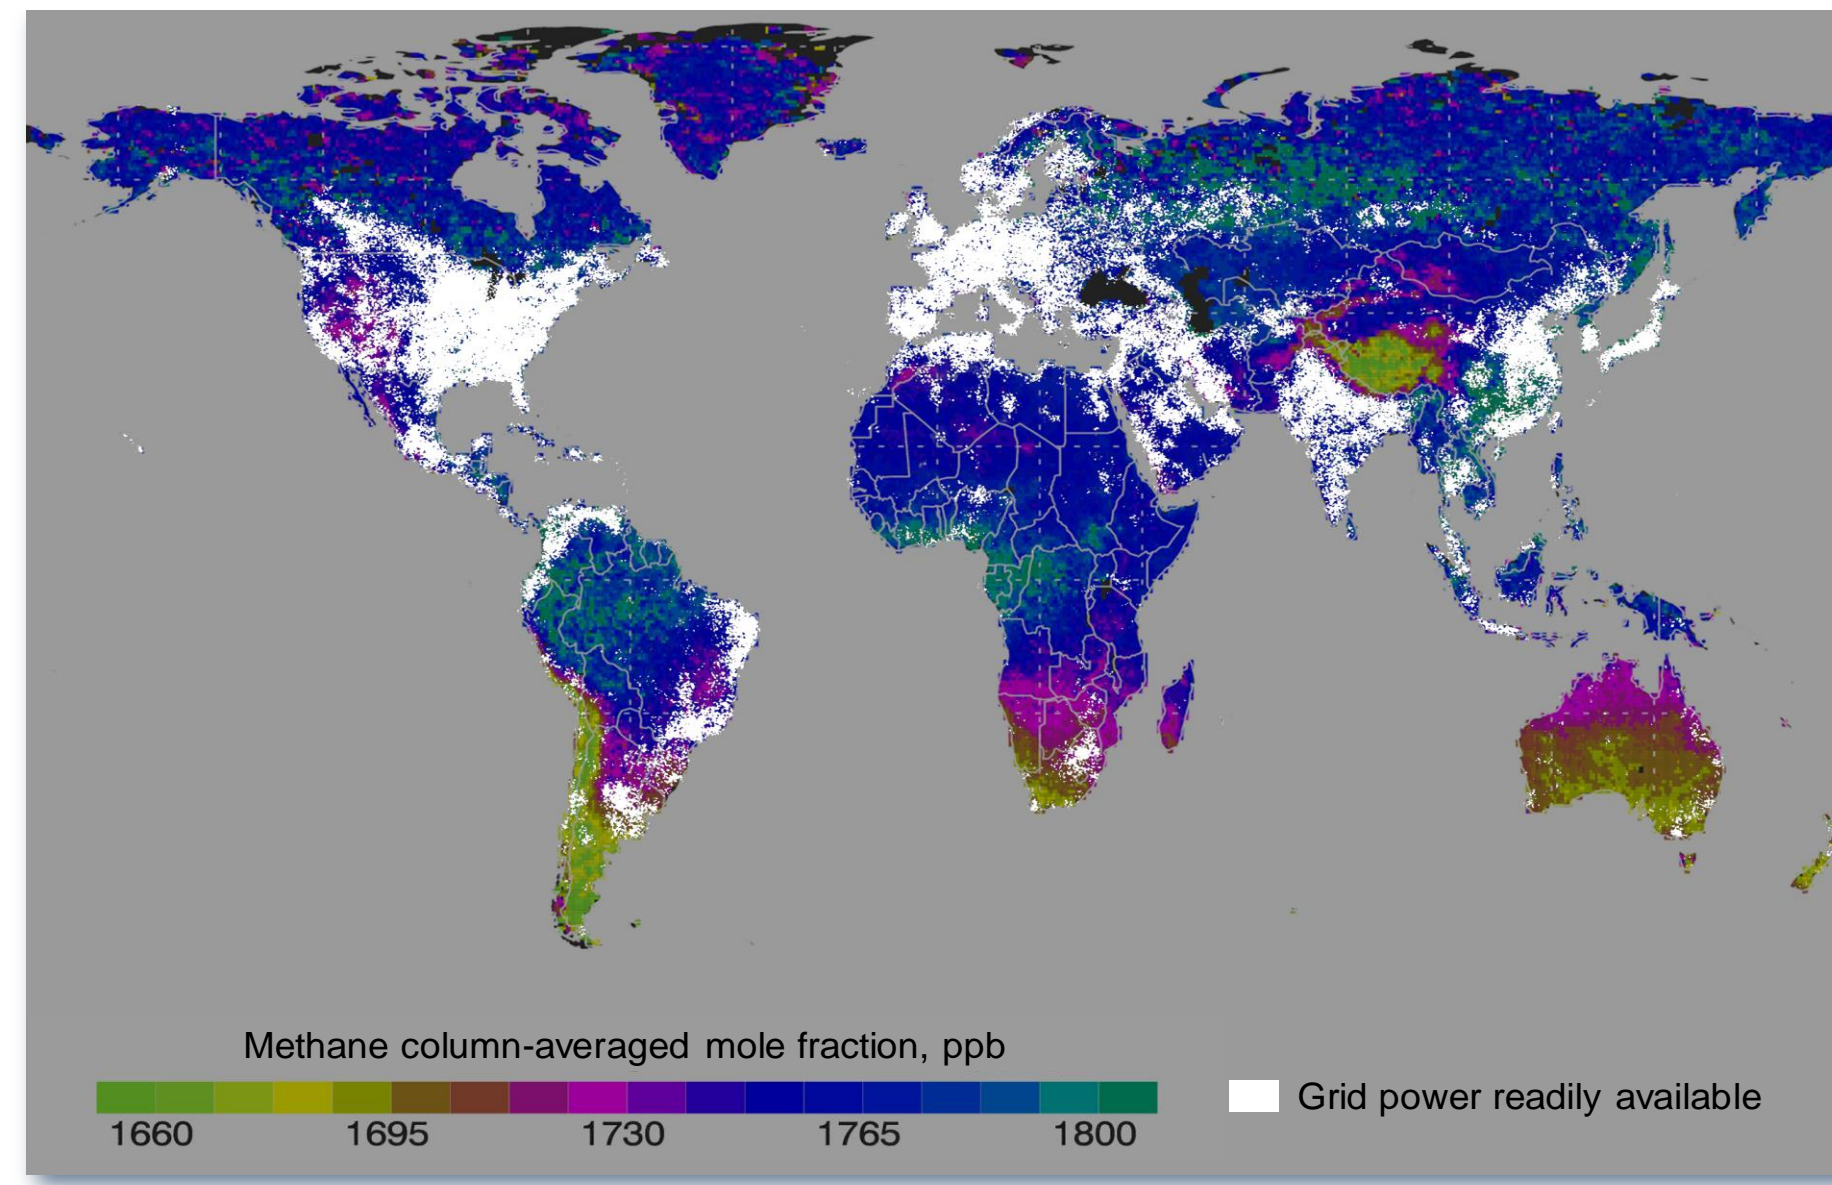 Methane column-averaged mole fraction, ppb
1660 1695 1730 1765 1800
Grid power readily available